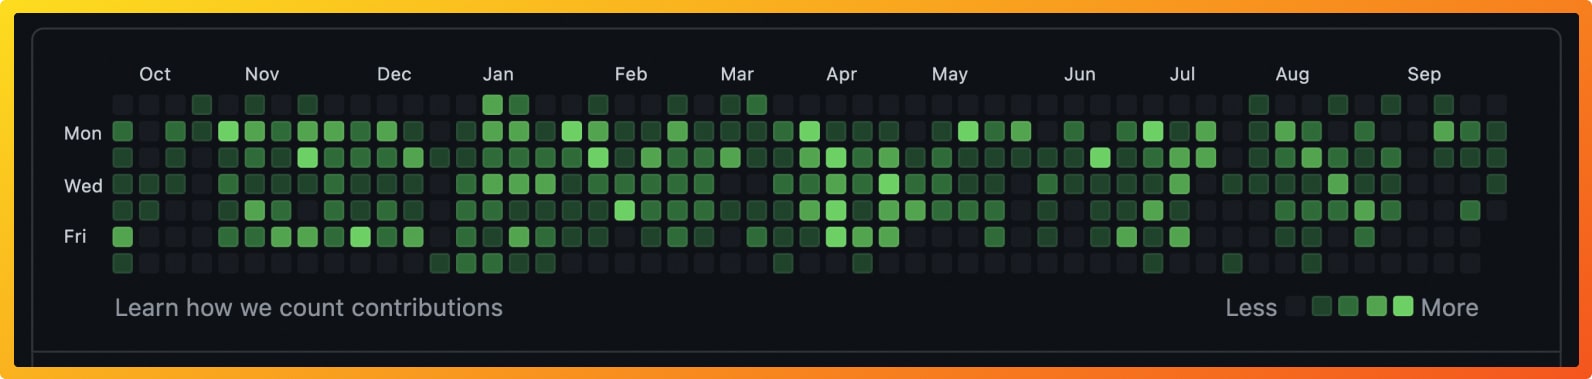 Oct Nov Dec Jan Feb Mar Apr May Jun Jul Aug Sep
Mon
Wed
Fri
Learn how we count contributions
Less More